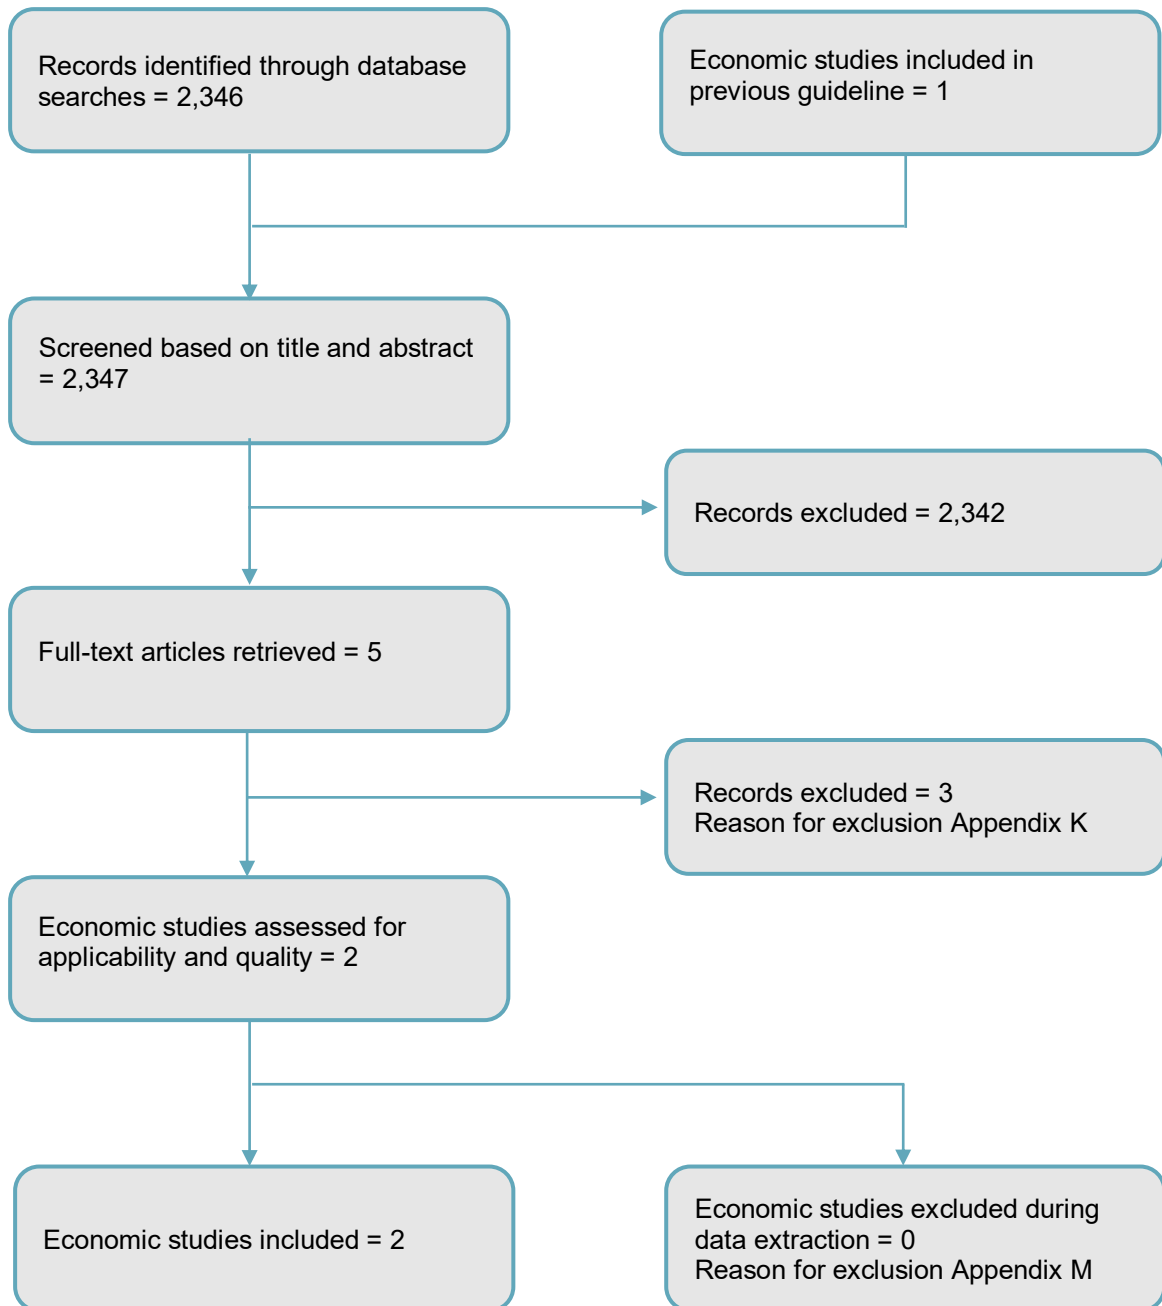 Records identified through database
searches = 2,346
Economic studies included in
previous guideline = 1
Screened based on title and abstract
= 2,347
Records excluded = 2,342
Full-text articles retrieved = 5
Records excluded = 3
Reason for exclusion Appendix K
Economic studies assessed for
applicability and quality = 2
Economic studies included = 2
Economic studies excluded during
data extraction = 0
Reason for exclusion Appendix M